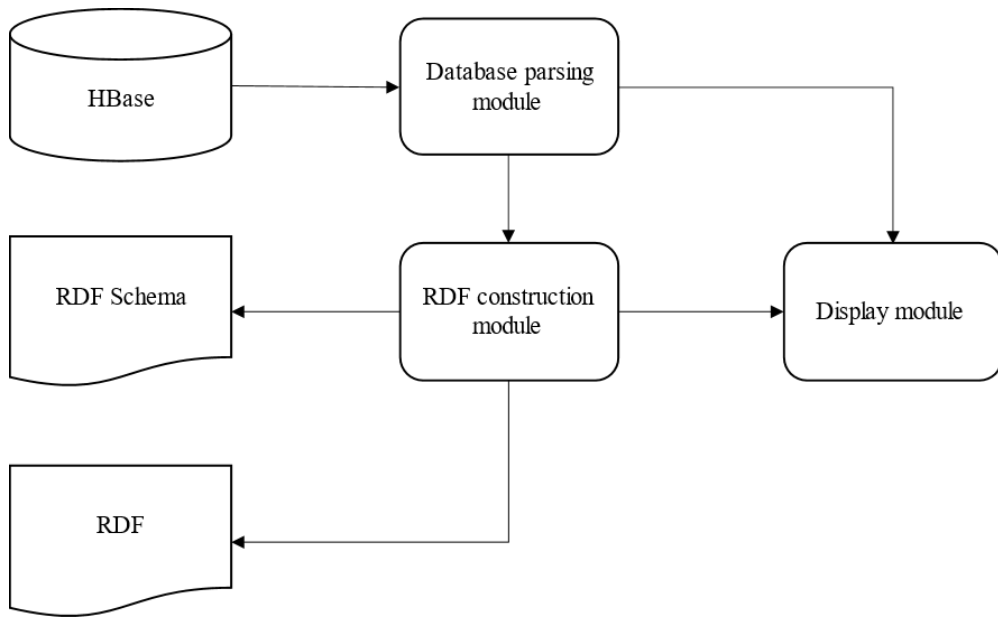 HBase
Database parsing
module
RDF Schema
RDF construction
module
Display module
RDF